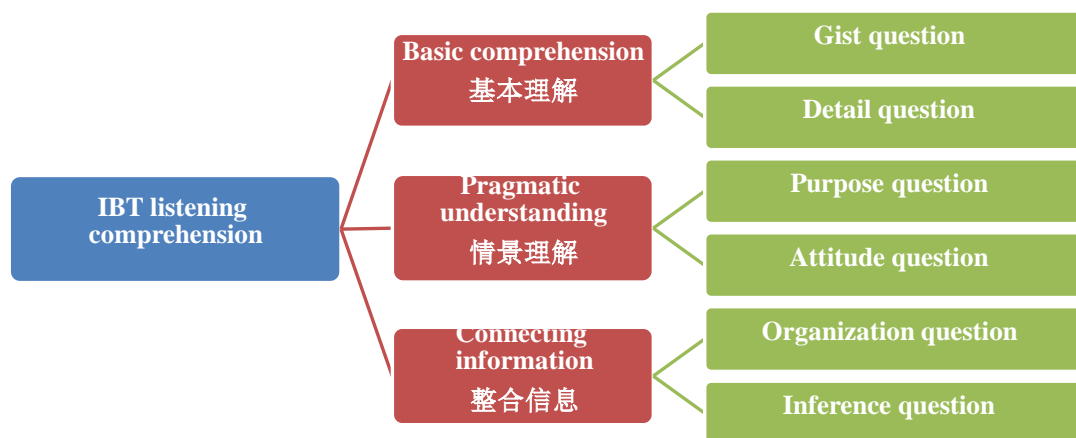 IBT listening
comprehension
Basic comprehension
基本理解
Gist question
Detail question
Pragmatic
understanding
情景理解
Purpose question
Attitude question
Connecting
information
整合信息
Organization question
Inference question